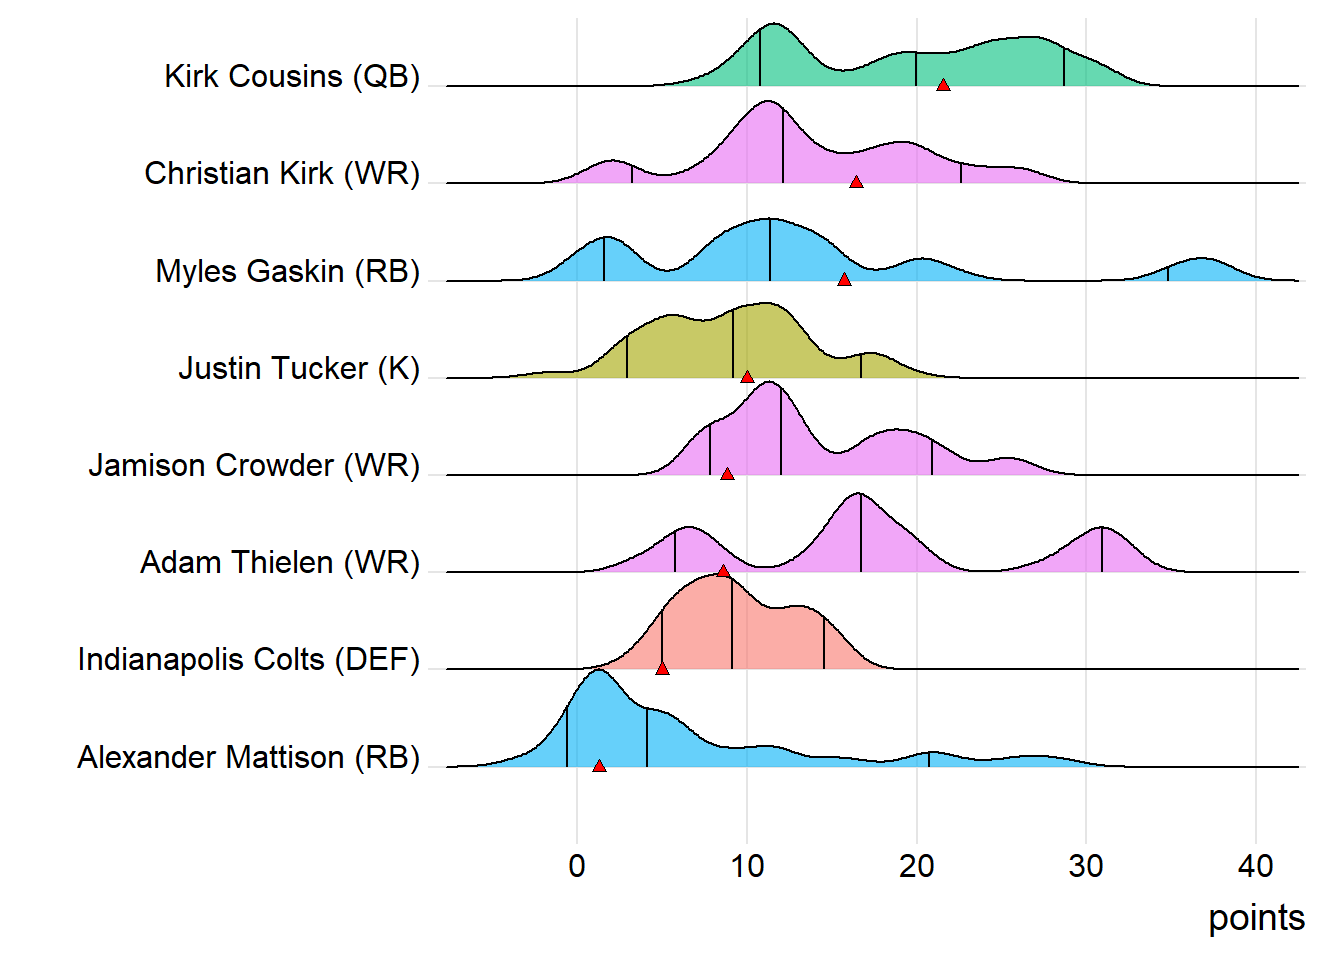 Kirk Cousins (QB)
Christian Kirk (WR)
Myles Gaskin (RB)
Justin Tucker (K)
Jamison Crowder (WR)
Adam Thielen (WR)
Indianapolis Colts (DEF)
Alexander Mattison (RB)
0 10 20 30 40
points